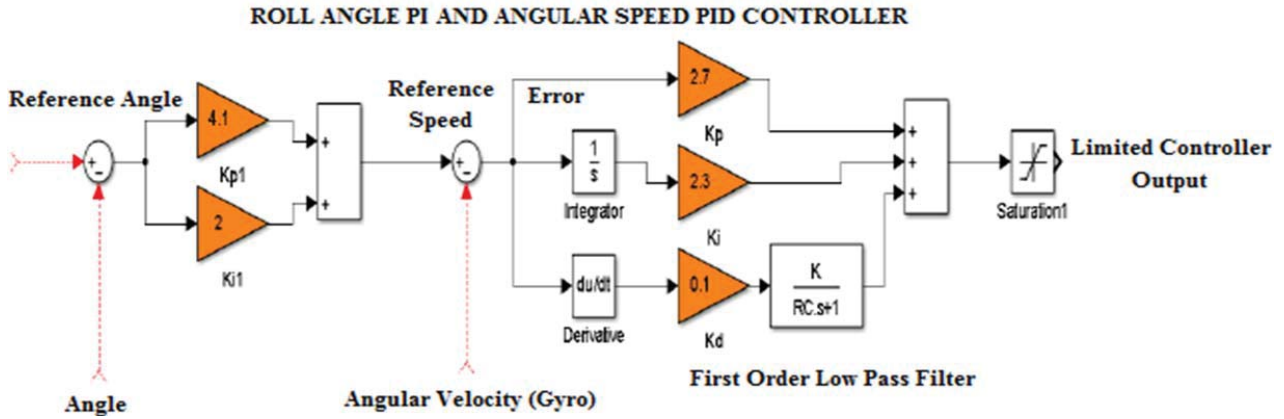 ROLL ANGLE PI AND ANGULAR SPEED PID CONTROLLER
Reference Angle
+
-
4.1
Kp1
2
Ki1
+
+
Reference
Speed
+
-
Error
2.7
Kp
1
s
Integrator
2.3
Ki
du/dt
Derivative
0.1
Kd
K
RC.s+1
First Order Low Pass Filter
+
+
+
Saturation1
Limited Controller
Output
Angle
Angular Velocity (Gyro)